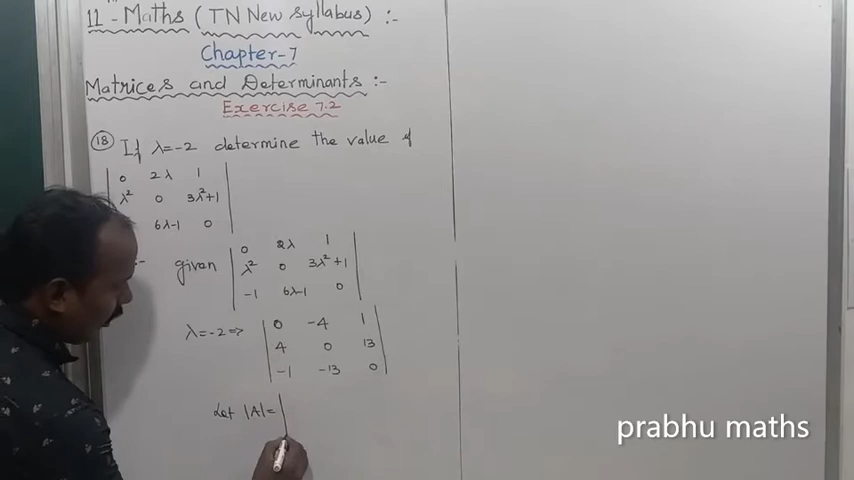 11 - Maths (TN New syllabus) :-
Chapter-7
Matrices and Determinants :-
Exercise 7.2
18 If λ=-2 determine the value of
0 2λ 1
λ² 0 3λ²+1
6λ-1 0
:- given
0 2λ 1
λ² 0 3λ²+1
-1 6λ-1 0
λ=-2⇒
0 -4 1
4 0 13
-1 -13 0
Let |A|=|
prabhu maths